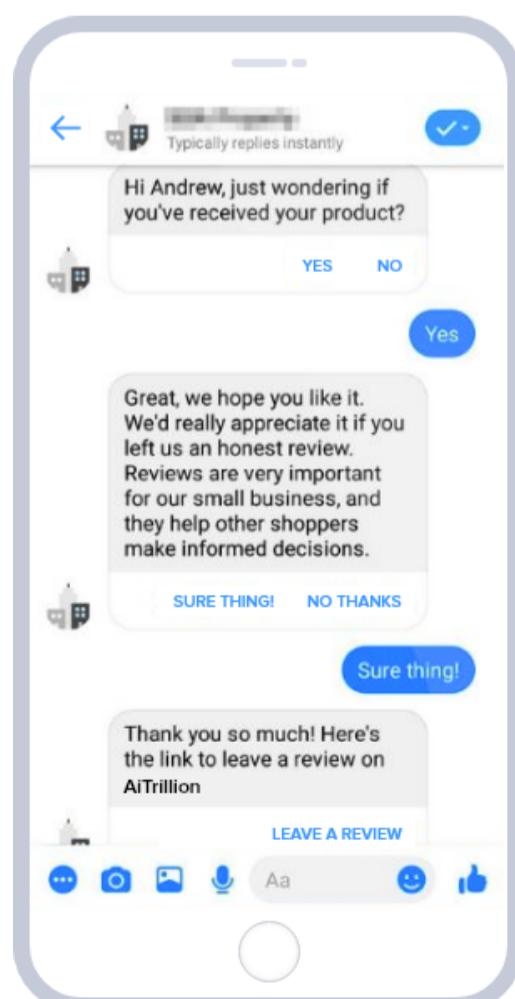 Typically replies instantly
Hi Andrew, just wondering if
you've received your product?
YES NO
Yes
Great, we hope you like it.
We'd really appreciate it if you
left us an honest review.
Reviews are very important
for our small business, and
they help other shoppers
make informed decisions.
SURE THING! NO THANKS
Sure thing!
Thank you so much! Here's
the link to leave a review on
AiTrillion
LEAVE A REVIEW
Aa